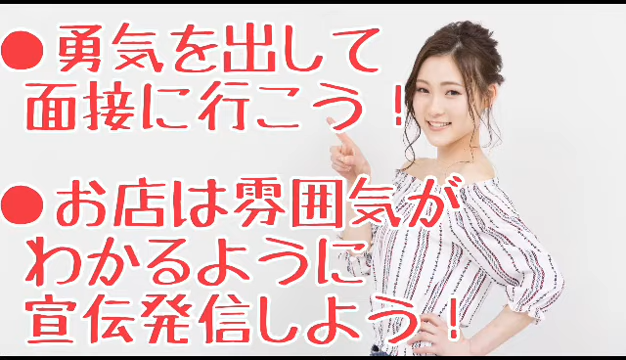 ●勇気を出して
面接に行こう！
●お店は雰囲気が
わかるように
宣伝発信しよう！